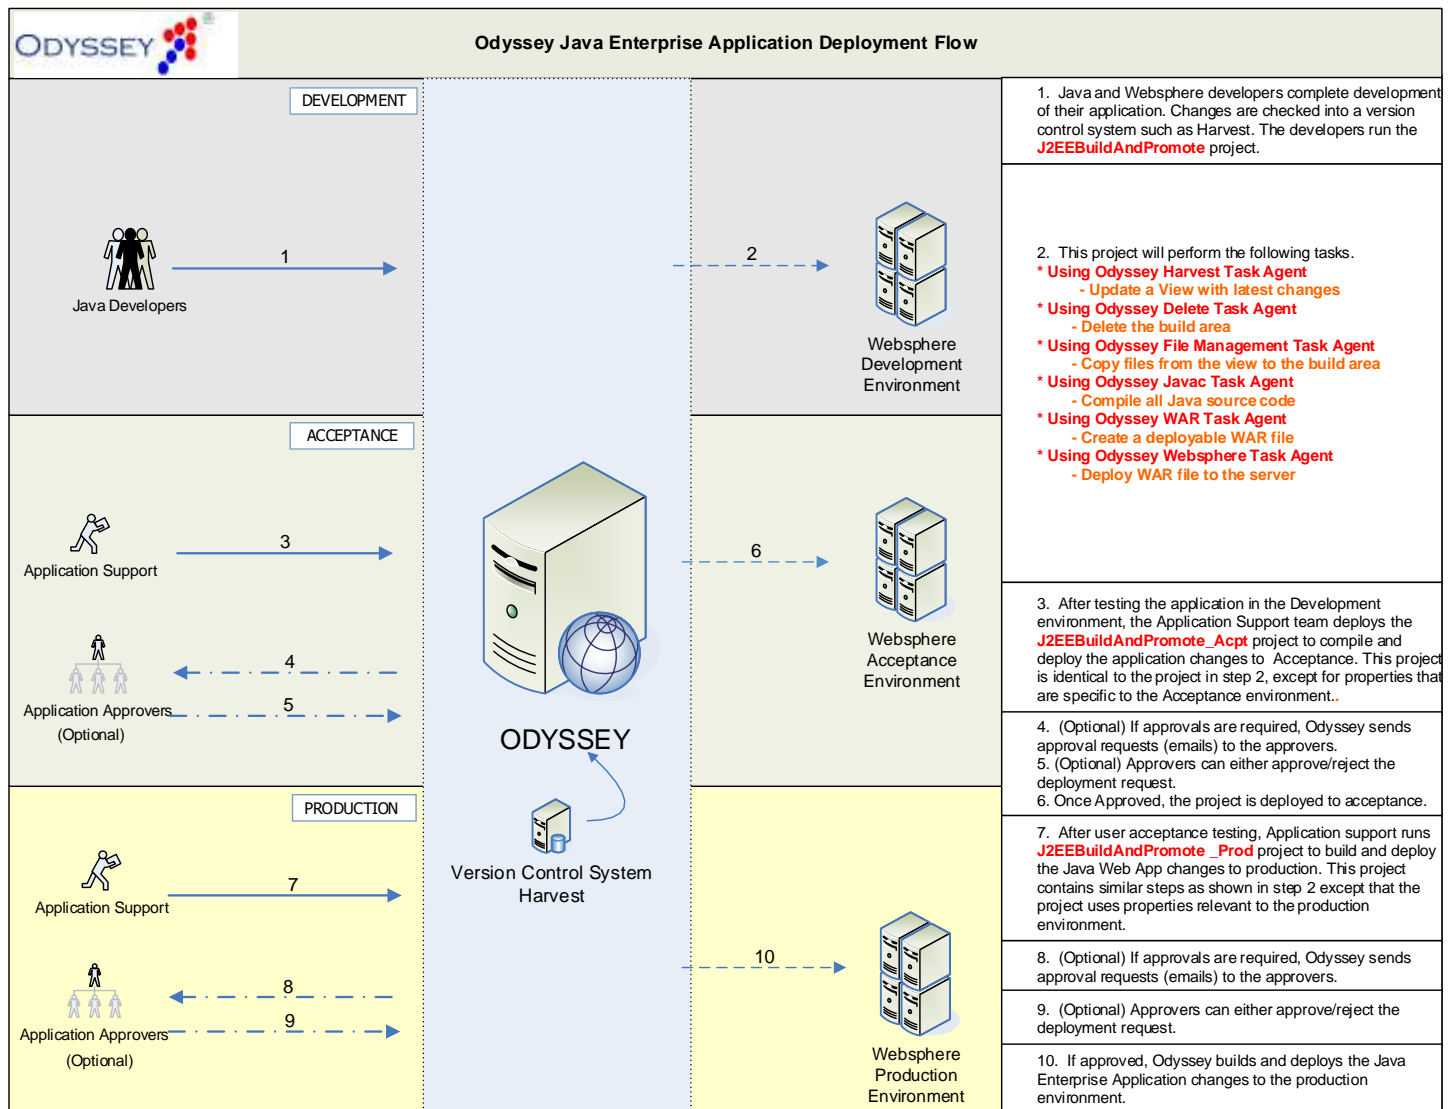 ODYSSEY
Odyssey Java Enterprise Application Deployment Flow
DEVELOPMENT
1
Java Developers
2
Websphere
Development
Environment
ACCEPTANCE
3
Application Support
4
5
Application Approvers
(Optional)
6
Websphere
Acceptance
Environment
ODYSSEY
Version Control System
Harvest
PRODUCTION
7
Application Support
8
9
Application Approvers
(Optional)
10
Websphere
Production
Environment
1. Java and Websphere developers complete development
of their application. Changes are checked into a version
control system such as Harvest. The developers run the
J2EEBuildAndPromote project.
2. This project will perform the following tasks.
* Using Odyssey Harvest Task Agent
- Update a View with latest changes
* Using Odyssey Delete Task Agent
- Delete the build area
* Using Odyssey File Management Task Agent
- Copy files from the view to the build area
* Using Odyssey Javac Task Agent
- Compile all Java source code
* Using Odyssey WAR Task Agent
- Create a deployable WAR file
* Using Odyssey Websphere Task Agent
- Deploy WAR file to the server
3. After testing the application in the Development
environment, the Application Support team deploys the
J2EEBuildAndPromote_Acpt project to compile and
deploy the application changes to Acceptance. This project
is identical to the project in step 2, except for properties that
are specific to the Acceptance environment..
4. (Optional) If approvals are required, Odyssey sends
approval requests (emails) to the approvers.
5. (Optional) Approvers can either approve/reject the
deployment request.
6. Once Approved, the project is deployed to acceptance.
7. After user acceptance testing, Application support runs
J2EEBuildAndPromote _Prod project to build and deploy
the Java Web App changes to production. This project
contains similar steps as shown in step 2 except that the
project uses properties relevant to the production
environment.
8. (Optional) If approvals are required, Odyssey sends
approval requests (emails) to the approvers.
9. (Optional) Approvers can either approve/reject the
deployment request.
10. If approved, Odyssey builds and deploys the Java
Enterprise Application changes to the production
environment.